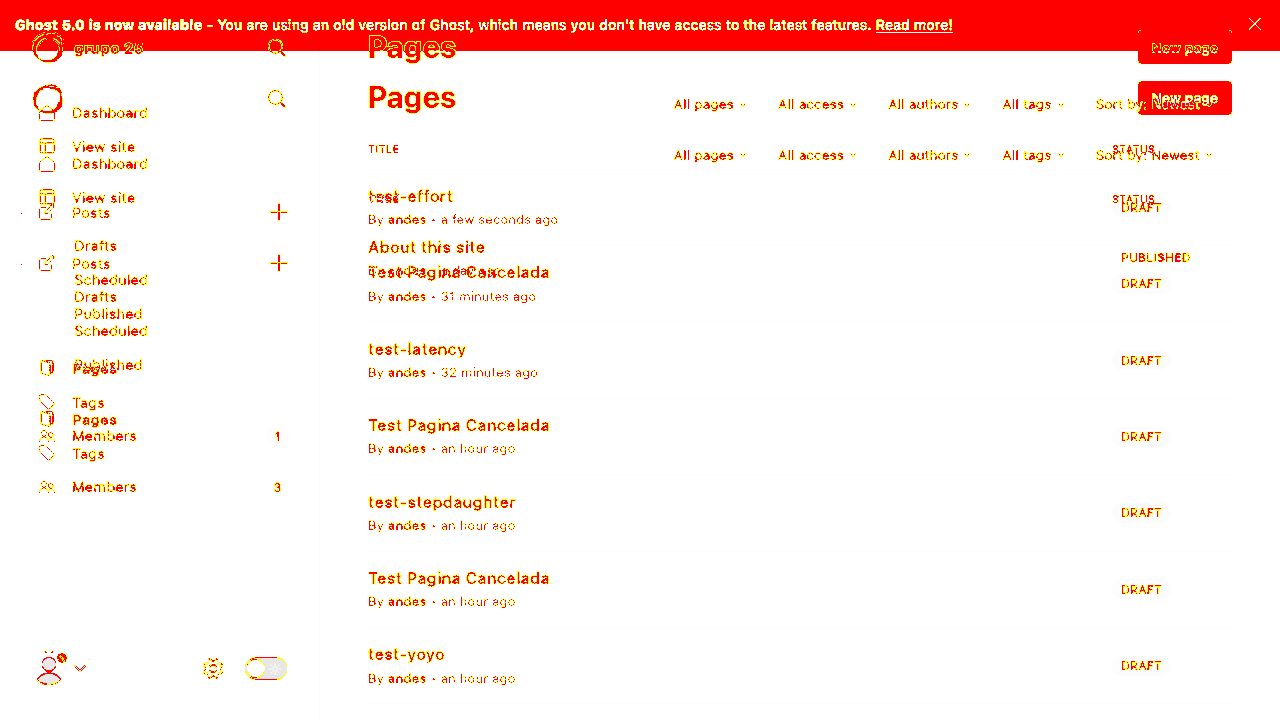 Ghost 5.0 is now available - You are using an old version of Ghost, which means you don't have access to the latest features. Read more!
grupo 25
Pages
New page
Pages
New page
All pages
All access
All authors
All tags
Sort by: Newest
Dashboard
View site
Dashboard
TITLE
STATUS
All pages
All access
All authors
All tags
Sort by: Newest
View site
Posts
test-effort
STATUS
By andes • a few seconds ago
DRAFT
Drafts
Posts
Scheduled
Drafts
Published
Scheduled
Published
Pages
Tags
Pages
Members 1
Tags
Members 3
About this site
PUBLISHED
Test Pagina Cancelada
By andes • 31 minutes ago
DRAFT
test-latency
By andes • 32 minutes ago
DRAFT
Test Pagina Cancelada
By andes • an hour ago
DRAFT
test-stepdaughter
By andes • an hour ago
DRAFT
Test Pagina Cancelada
By andes • an hour ago
DRAFT
test-yoyo
By andes • an hour ago
DRAFT